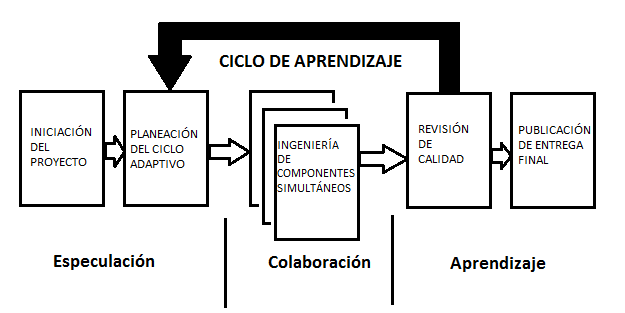 CICLO DE APRENDIZAJE
INICIACIÓN
DEL
PROYECTO
PLANEACIÓN
DEL CICLO
ADAPTIVO
INGENIERÍA
DE
COMPONENTES
SIMULTÁNEOS
REVISIÓN
DE
CALIDAD
PUBLICACIÓN
DE ENTREGA
FINAL
Especulación
Colaboración
Aprendizaje